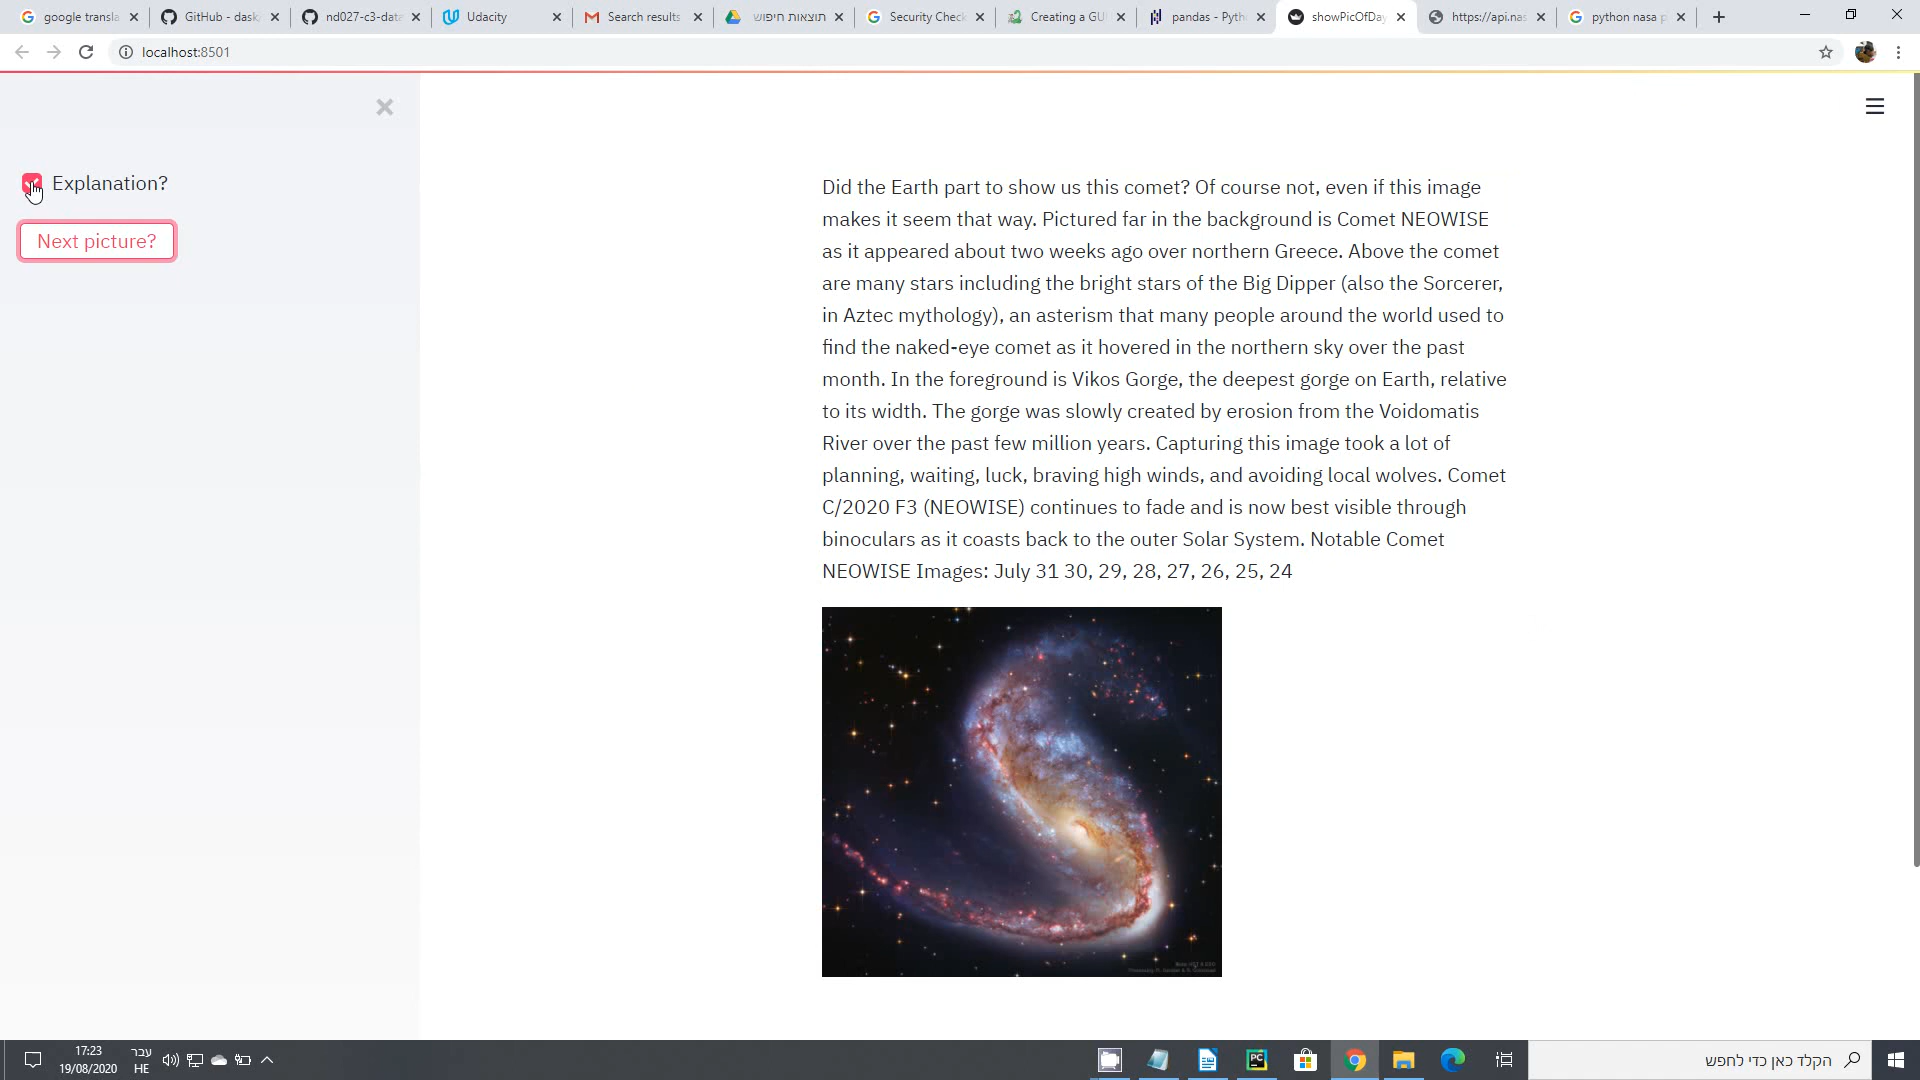 google transla
GitHub - dask
nd027-c3-data
Udacity
Search results
תוצאות חיפוש
Security Check
Creating a GU
pandas - Pyth
showPicOfDay
https://api.nas
python nasa p
localhost:8501
Explanation?
Next picture?
Did the Earth part to show us this comet? Of course not, even if this image
makes it seem that way. Pictured far in the background is Comet NEOWISE
as it appeared about two weeks ago over northern Greece. Above the comet
are many stars including the bright stars of the Big Dipper (also the Sorcerer,
in Aztec mythology), an asterism that many people around the world used to
find the naked-eye comet as it hovered in the northern sky over the past
month. In the foreground is Vikos Gorge, the deepest gorge on Earth, relative
to its width. The gorge was slowly created by erosion from the Voidomatis
River over the past few million years. Capturing this image took a lot of
planning, waiting, luck, braving high winds, and avoiding local wolves. Comet
C/2020 F3 (NEOWISE) continues to fade and is now best visible through
binoculars as it coasts back to the outer Solar System. Notable Comet
NEOWISE Images: July 31 30, 29, 28, 27, 26, 25, 24
17:23
19/08/2020
עבר
HE
PC
הקלד כאן כדי לחפש